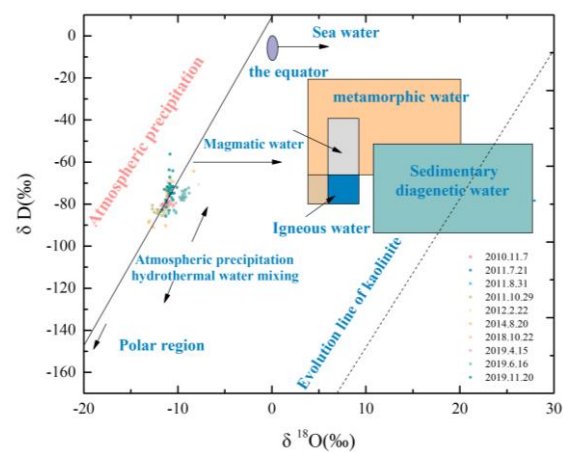 0
-20
-40
-60
-80
-100
-120
-140
-160
δ D(‰)
-20
-10
0
10
20
30
δ ¹⁸O(‰)
Sea water
the equator
Atmospheric precipitation
metamorphic water
Magmatic water
Sedimentary
diagenetic water
Igneous water
Atmospheric precipitation
hydrothermal water mixing
Polar region
Evolution line of kaolinite
2010.11.7
2011.7.21
2011.8.31
2011.10.29
2012.2.22
2014.8.20
2018.10.22
2019.4.15
2019.6.16
2019.11.20